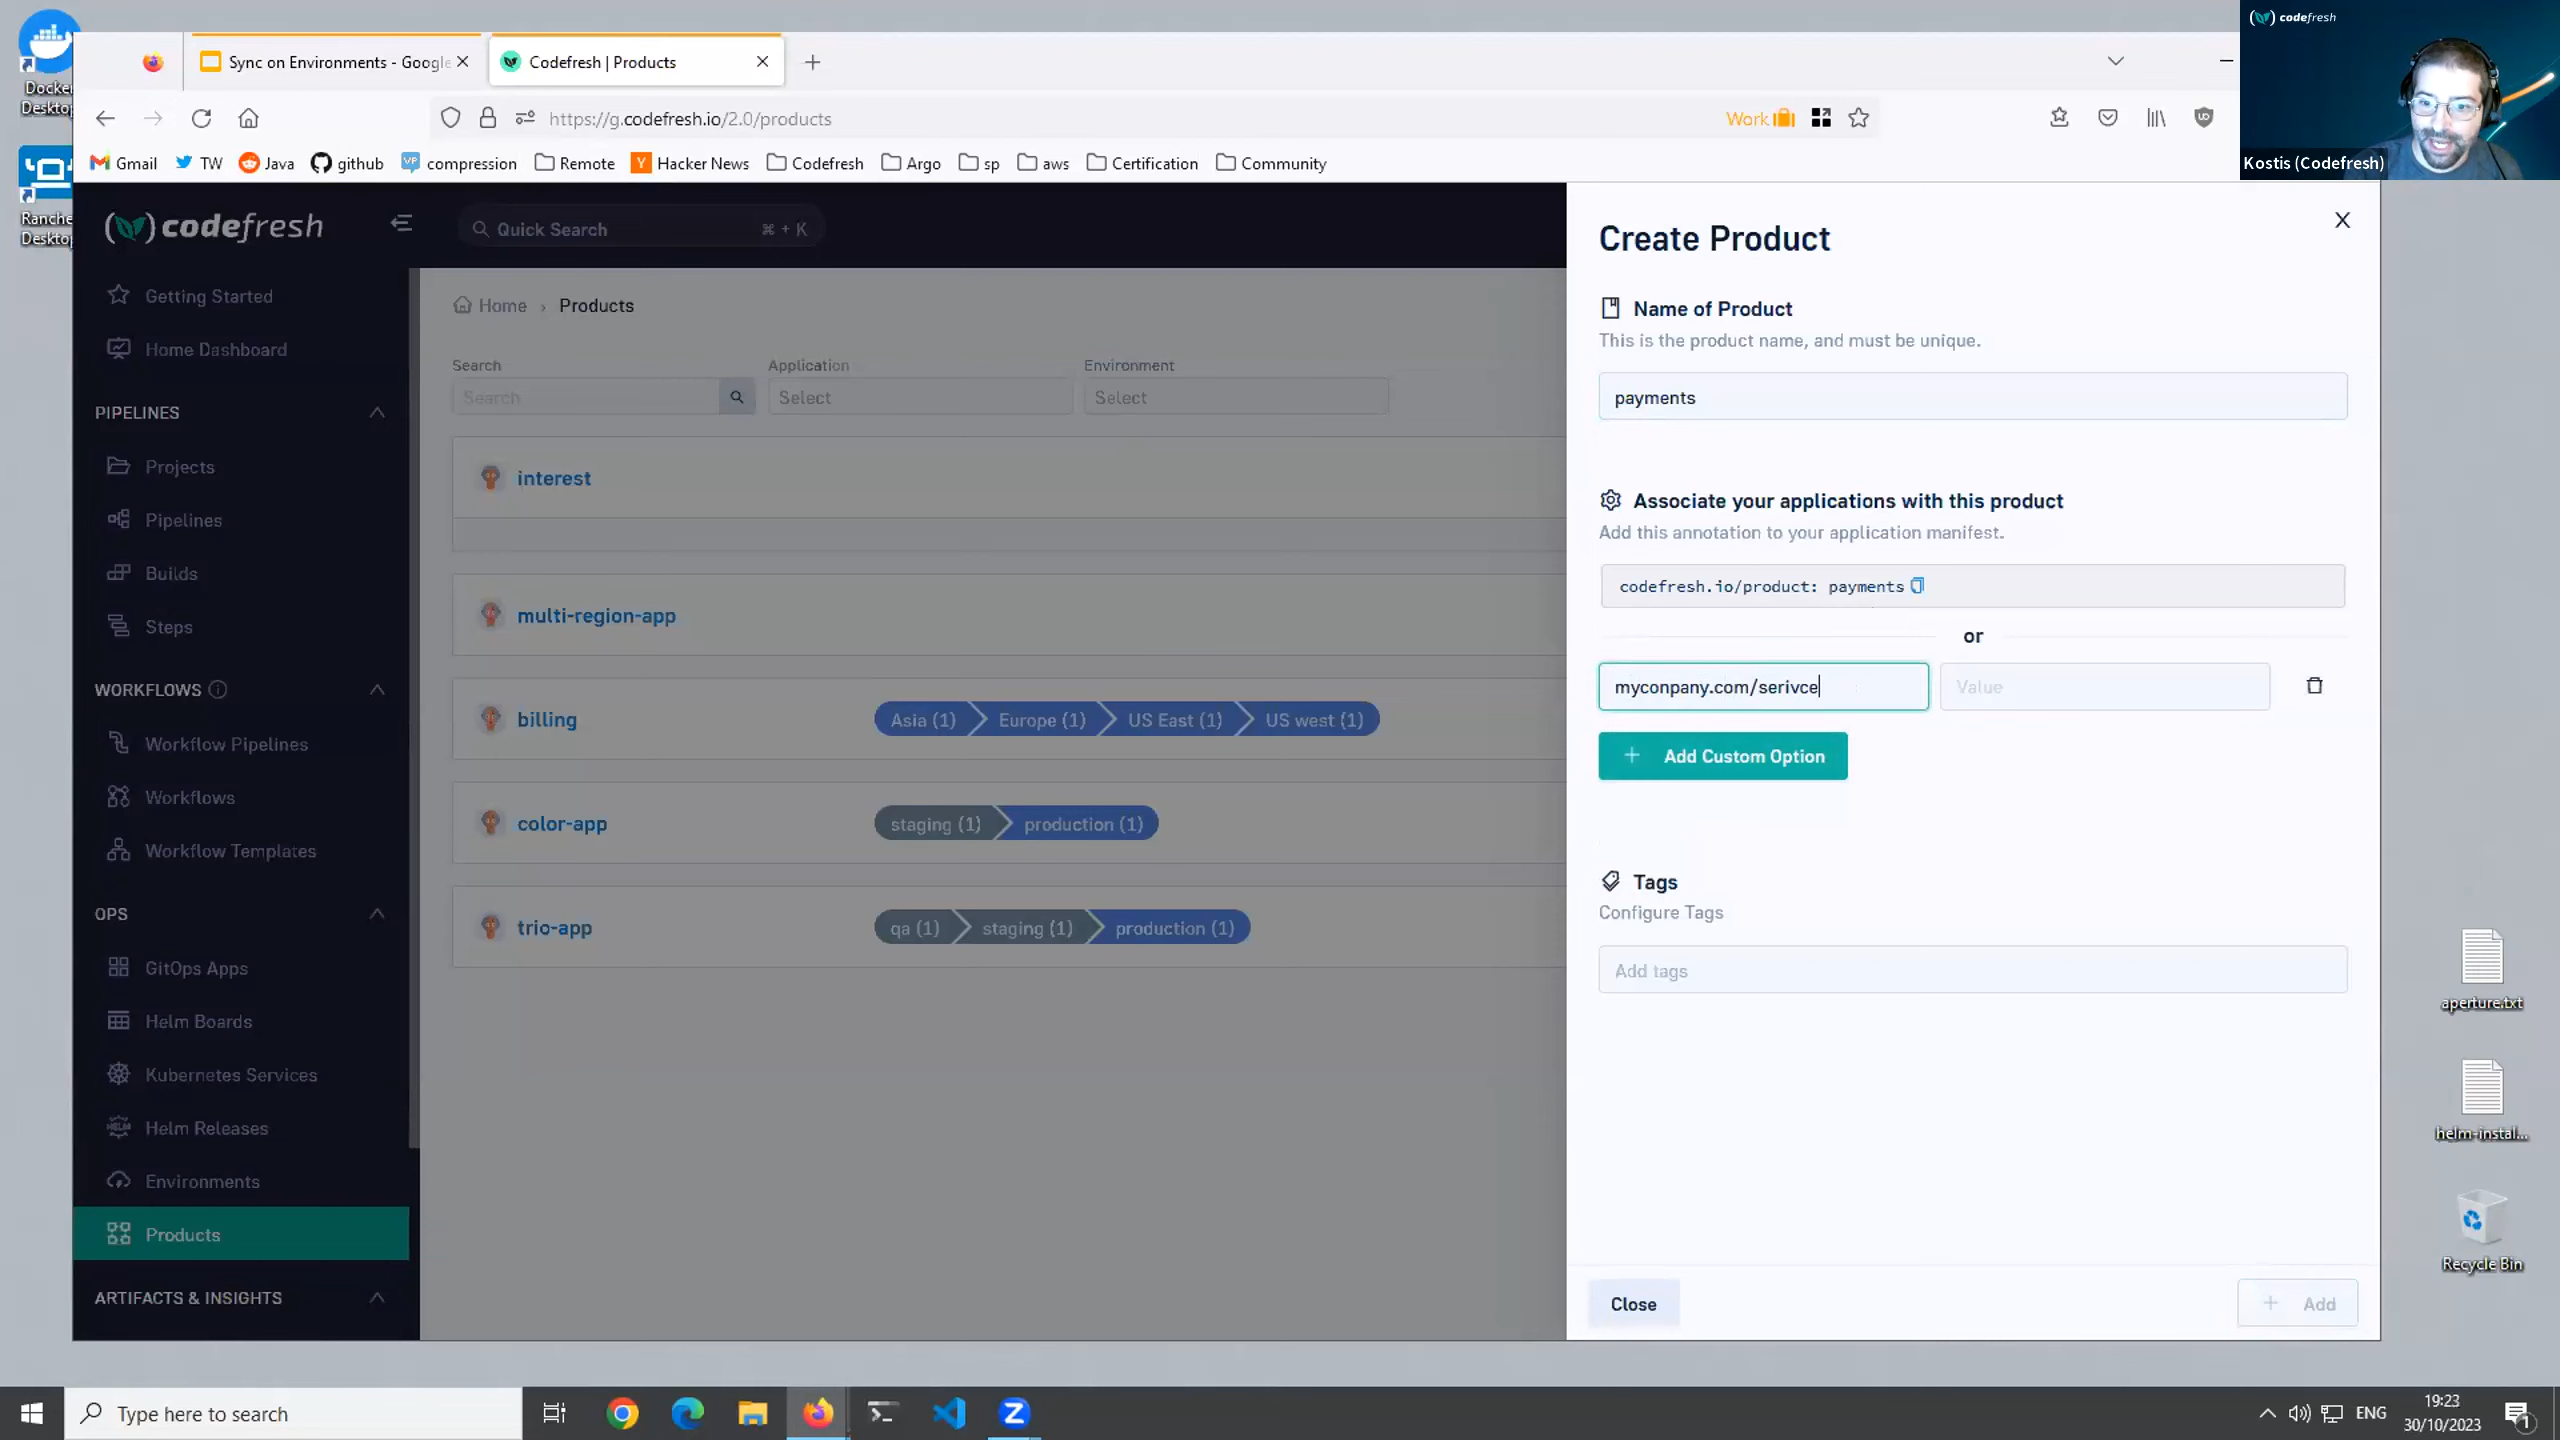 Docke
Deskto
Ranche
Deskto
Sync on Environments - Google
Codefresh | Products
https://g.codefresh.io/2.0/products
Work
Gmail
TW
Java
github
compression
Remote
Hacker News
Codefresh
Argo
sp
aws
Certification
Community
codefresh
Kostis (Codefresh)
codefresh
Quick Search
⌘ + K
Getting Started
Home Dashboard
PIPELINES
Projects
Pipelines
Builds
Steps
WORKFLOWS
Workflow Pipelines
Workflows
Workflow Templates
OPS
GitOps Apps
Helm Boards
Kubernetes Services
Helm Releases
Environments
Products
ARTIFACTS & INSIGHTS
Home › Products
Search
Application
Environment
Search
Select
Select
interest
multi-region-app
billing
Asia (1)
Europe (1)
US East (1)
US west (1)
color-app
staging (1)
production (1)
trio-app
qa (1)
staging (1)
production (1)
Create Product
Name of Product
This is the product name, and must be unique.
payments
Associate your applications with this product
Add this annotation to your application manifest.
codefresh.io/product: payments
or
myconpany.com/serivce
Value
+ Add Custom Option
Tags
Configure Tags
Add tags
Close
+ Add
aperture.txt
helm-instal...
Recycle Bin
Type here to search
ENG
19:23
30/10/2023
1